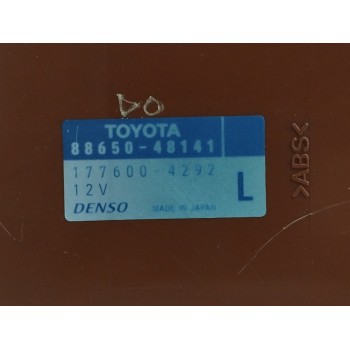 DO
TOYOTA
88650-48141
177600-4292
12V
L
DENSO MADE IN JAPAN
>ABS<